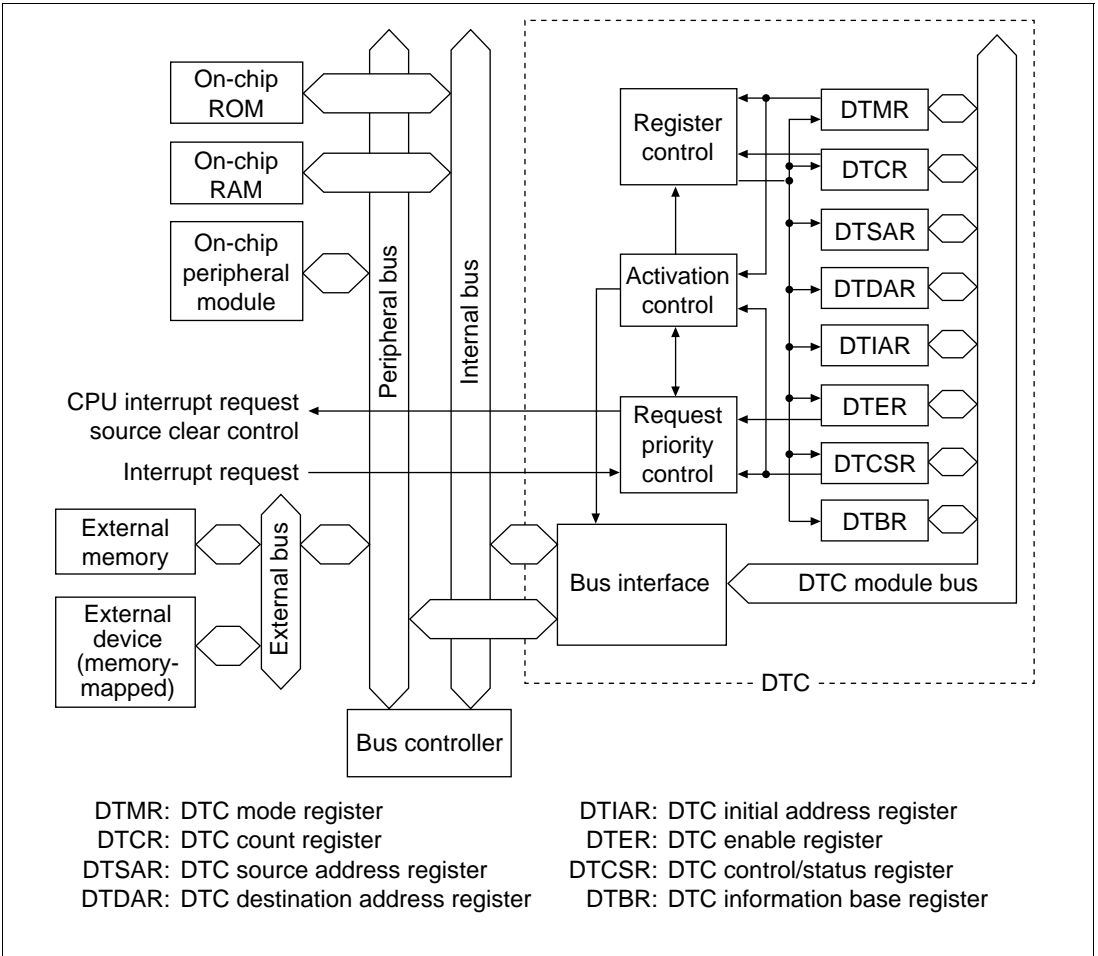 On-chip
ROM
On-chip
RAM
On-chip
peripheral
module
Peripheral bus
Internal bus
Register
control
Activation
control
Request
priority
control
DTMR
DTCR
DTSAR
DTDAR
DTIAR
DTER
DTCSR
DTBR
CPU interrupt request
source clear control
Interrupt request
External
memory
External
device
(memory-
mapped)
External bus
Bus interface
DTC module bus
DTC
Bus controller
DTMR: DTC mode register
DTCR: DTC count register
DTSAR: DTC source address register
DTDAR: DTC destination address register
DTIAR: DTC initial address register
DTER: DTC enable register
DTCSR: DTC control/status register
DTBR: DTC information base register